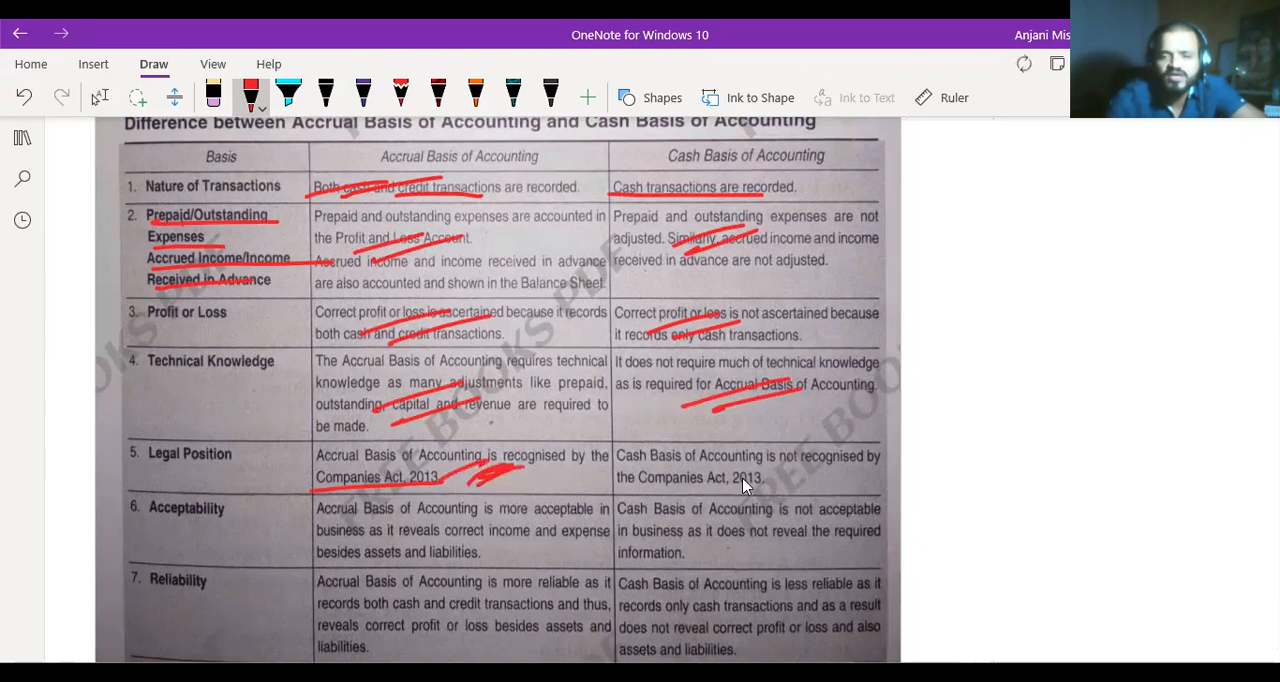 OneNote for Windows 10
Anjani Mis
Home Insert Draw View Help
Shapes Ink to Shape Ink to Text Ruler
Difference between Accrual Basis of Accounting and Cash Basis of Accounting
Basis Accrual Basis of Accounting Cash Basis of Accounting
1. Nature of Transactions
Both cash and credit transactions are recorded.
Cash transactions are recorded.
2. Prepaid/Outstanding
Expenses
Accrued Income/Income
Received in Advance
Prepaid and outstanding expenses are accounted in
the Profit and Loss Account.
Accrued income and income received in advance
are also accounted and shown in the Balance Sheet.
Prepaid and outstanding expenses are not
adjusted. Similarly, accrued income and income
received in advance are not adjusted.
3. Profit or Loss
Correct profit or loss is ascertained because it records
both cash and credit transactions.
Correct profit or loss is not ascertained because
it records only cash transactions.
4. Technical Knowledge
The Accrual Basis of Accounting requires technical
knowledge as many adjustments like prepaid,
outstanding, capital and revenue are required to
be made.
It does not require much of technical knowledge
as is required for Accrual Basis of Accounting.
5. Legal Position
Accrual Basis of Accounting is recognised by the
Companies Act, 2013.
Cash Basis of Accounting is not recognised by
the Companies Act, 2013.
6. Acceptability
Accrual Basis of Accounting is more acceptable in
business as it reveals correct income and expense
besides assets and liabilities.
Cash Basis of Accounting is not acceptable
in business as it does not reveal the required
information.
7. Reliability
Accrual Basis of Accounting is more reliable as it
records both cash and credit transactions and thus,
reveals correct profit or loss besides assets and
liabilities.
Cash Basis of Accounting is less reliable as it
records only cash transactions and as a result
does not reveal correct profit or loss and also
assets and liabilities.